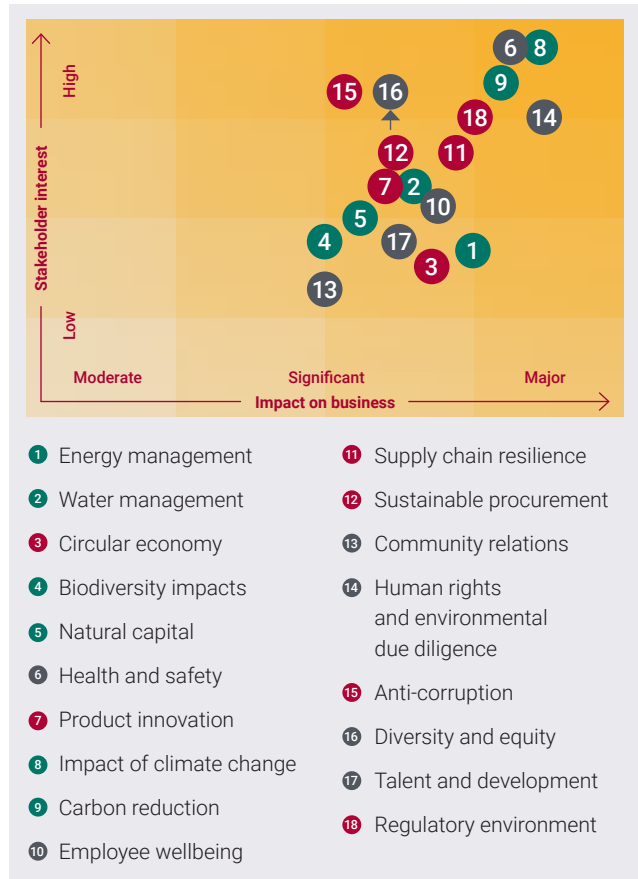 High
Stakeholder interest
Low
6
8
9
15
16
18
14
12
11
7
2
10
5
4
17
1
3
13
Moderate
Significant
Major
Impact on business
1 Energy management
2 Water management
3 Circular economy
4 Biodiversity impacts
5 Natural capital
6 Health and safety
7 Product innovation
8 Impact of climate change
9 Carbon reduction
10 Employee wellbeing
11 Supply chain resilience
12 Sustainable procurement
13 Community relations
14 Human rights
and environmental
due diligence
15 Anti-corruption
16 Diversity and equity
17 Talent and development
18 Regulatory environment